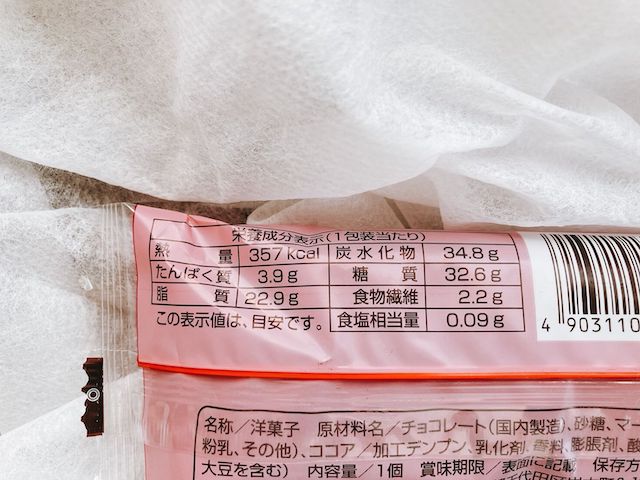 栄養成分表示(1包装当たり)
熱 量 357kcal 炭水化物 34.8g
たんぱく質 3.9g 糖 質 32.6g
脂 質 22.9g 食物繊維 2.2g
この表示値は、目安です。 食塩相当量 0.09g
4 903110
名称/洋菓子 原材料名/チョコレート(国内製造)、砂糖、マー
粉乳、その他)、ココア/加工デンプン、乳化剤、香料、膨脹剤、酸
大豆を含む) 内容量/1個 賞味期限/表面に記載 保存方